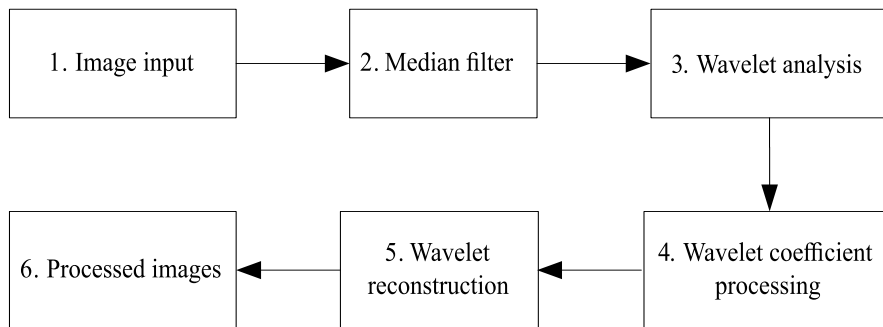 1. Image input
2. Median filter
3. Wavelet analysis
4. Wavelet coefficient
processing
5. Wavelet
reconstruction
6. Processed images